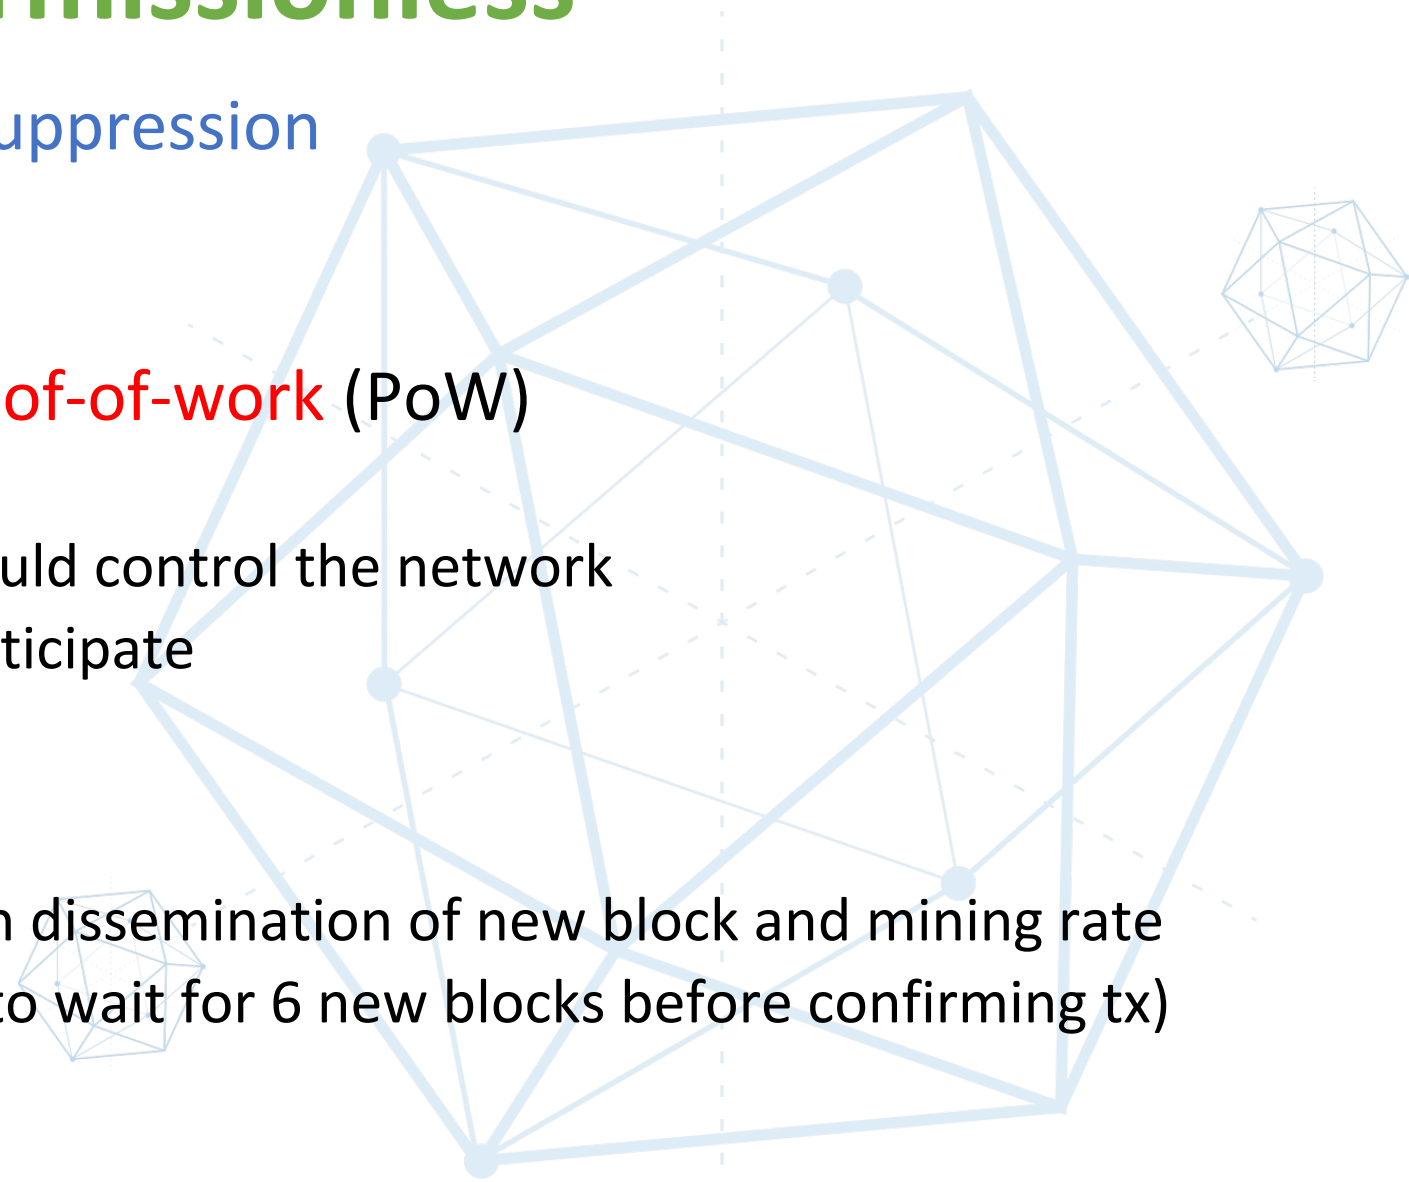 rmissionless
uppression
of-of-work (PoW)
uld control the network
ticipate
n dissemination of new block and mining rate
to wait for 6 new blocks before confirming tx)